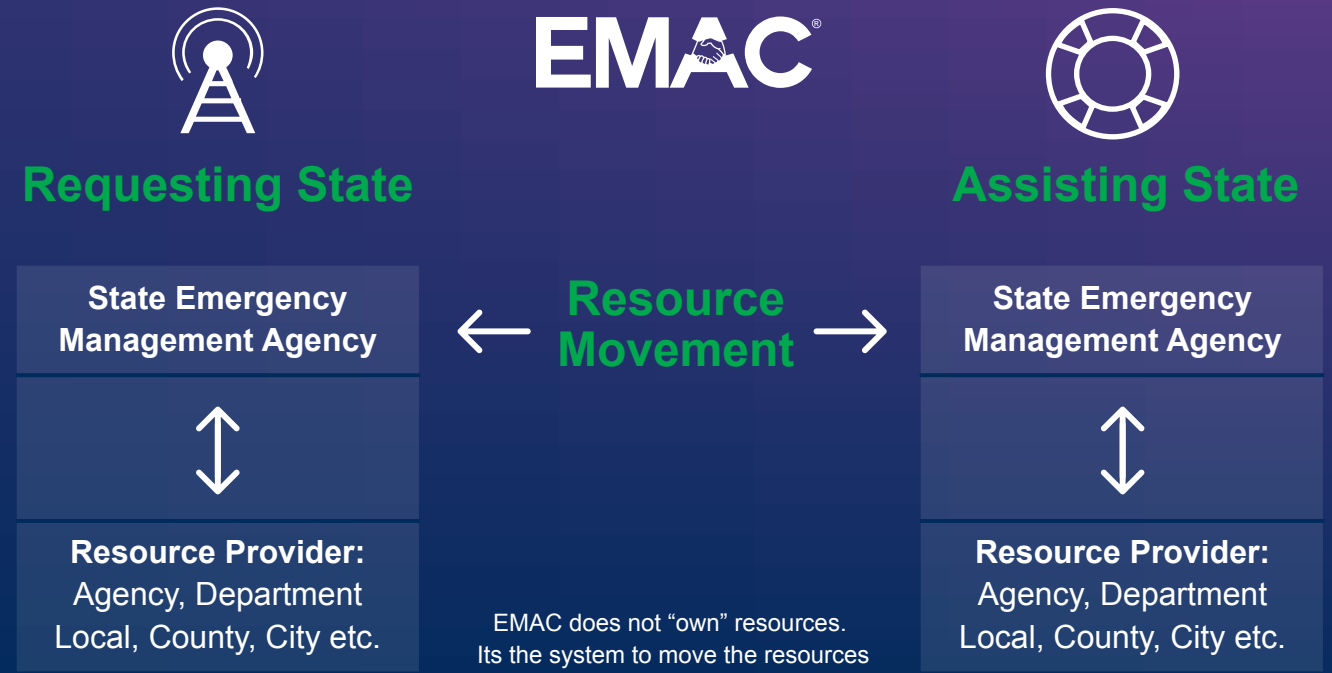 EMAC®
Requesting State
Assisting State
State Emergency
Management Agency
Resource
Movement
State Emergency
Management Agency
Resource Provider:
Agency, Department
Local, County, City etc.
EMAC does not “own” resources.
Its the system to move the resources
Resource Provider:
Agency, Department
Local, County, City etc.